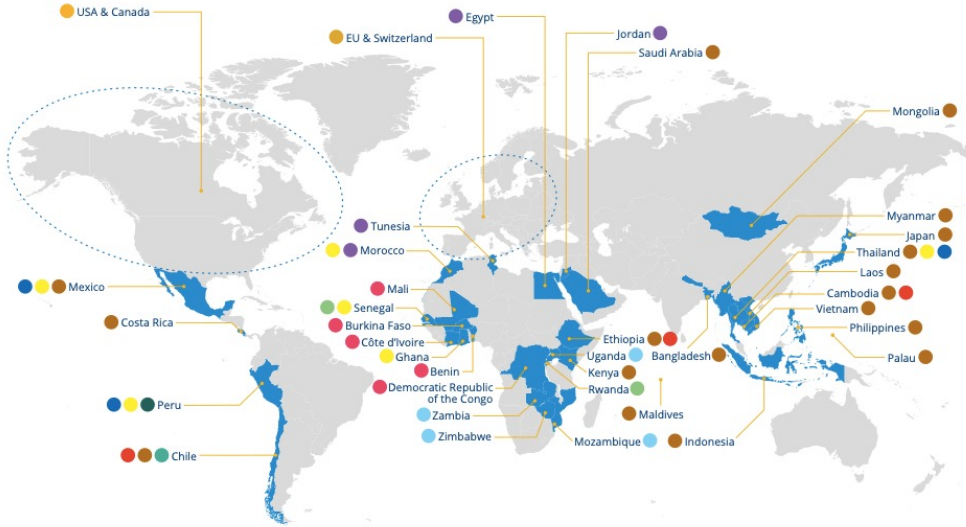 USA & Canada
Egypt
Jordan
EU & Switzerland
Saudi Arabia
Mongolia
Tunesia
Myanmar
Japan
Morocco
Thailand
Laos
Mexico
Mali
Cambodia
Senegal
Vietnam
Costa Rica
Burkina Faso
Philippines
Côte d'Ivoire
Ethiopia
Ghana
Uganda
Bangladesh
Palau
Benin
Kenya
Democratic Republic
of the Congo
Rwanda
Peru
Zambia
Maldives
Zimbabwe
Mozambique
Indonesia
Chile